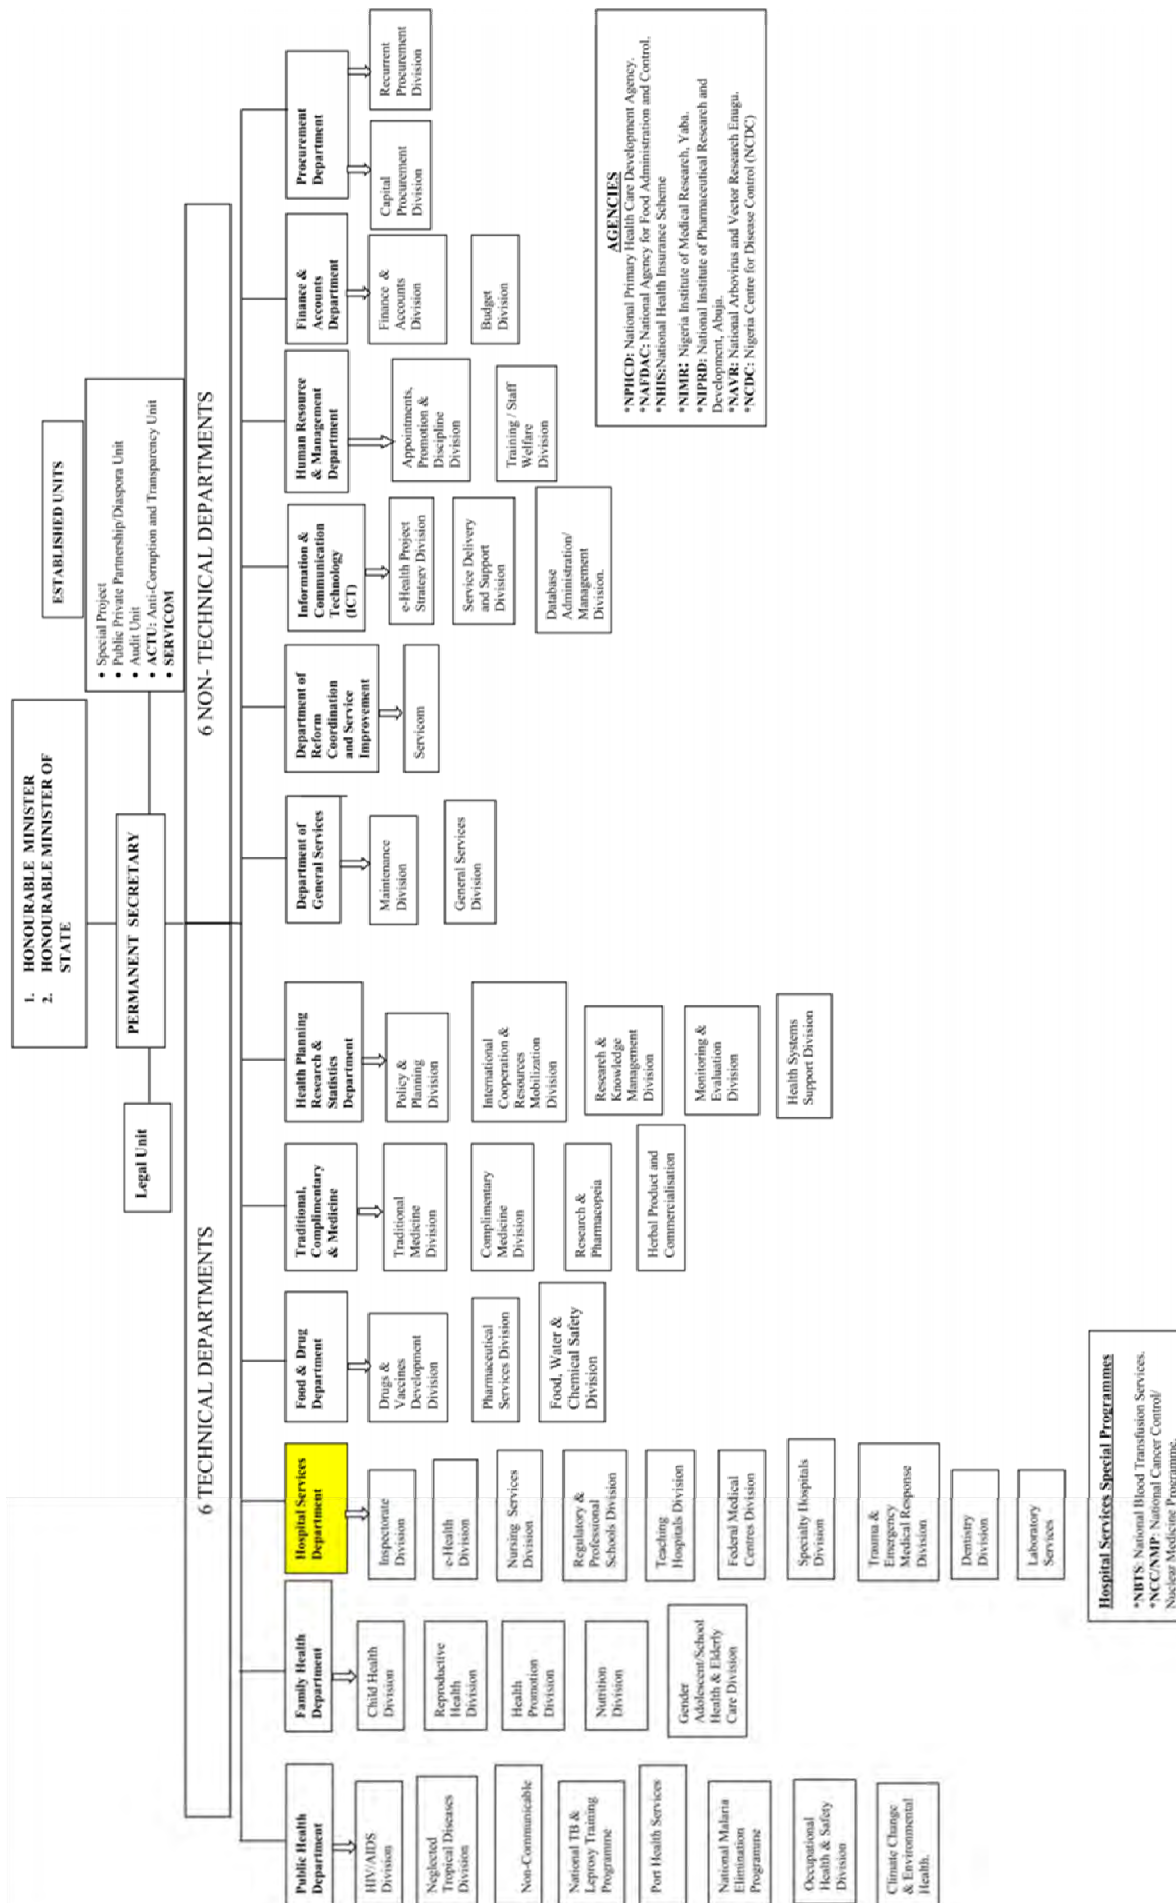 1. HONOURABLE MINISTER
2. HONOURABLE MINISTER OF
STATE
ESTABLISHED UNITS
Legal Unit
PERMANENT SECRETARY
• Special Project
• Public Private Partnership/Diaspora Unit
• Audit Unit
• ACTU: Anti-Corruption and Transparency Unit
• SERVICOM
6 TECHNICAL DEPARTMENTS
6 NON- TECHNICAL DEPARTMENTS
Public Health
Department
HIV/AIDS
Division
Neglected
Tropical Diseases
Division
Non-Communicable
National TB &
Leprosy Training
Programme
Port Health Services
National Malaria
Elimination
Programme
Occupational
Health & Safety
Division
Climate Change
& Environmental
Health.
Family Health
Department
Child Health
Division
Reproductive
Health
Division
Health
Promotion
Division
Nutrition
Division
Gender
Adolescent/School
Health & Elderly
Care Division
Hospital Services
Department
Inspectorate
Division
e-Health
Division
Nursing Services
Division
Regulatory &
Professional
Schools Division
Teaching
Hospitals Division
Federal Medical
Centres Division
Specialty Hospitals
Division
Trauma &
Emergency
Medical Response
Division
Dentistry
Division
Laboratory
Services
Hospital Services Special Programmes
*NBTS: National Blood Transfusion Services.
*NCC/NMP: National Cancer Control/
Nuclear Medicine Programme.
Food & Drug
Department
Drugs &
Vaccines
Development
Division
Pharmaceutical
Services Division
Food, Water &
Chemical Safety
Division
Traditional,
Complimentary
& Medicine
Traditional
Medicine
Division
Complimentary
Medicine
Division
Research &
Pharmacopeia
Herbal Product and
Commercialisation
Health Planning
Research &
Statistics
Department
Policy &
Planning
Division
International
Cooperation &
Resources
Mobilization
Division
Research &
Knowledge
Management
Division
Monitoring &
Evaluation
Division
Health Systems
Support Division
Department of
General Services
Maintenance
Division
General Services
Division
Department of
Reform
Coordination
and Service
Improvement
Servicom
Information &
Communication
Technology
(ICT)
e-Health Project
Strategy Division
Service Delivery
and Support
Division
Database
Administration/
Management
Division.
Human Resource
& Management
Department
Appointments,
Promotion &
Discipline
Division
Training / Staff
Welfare
Division
Finance &
Accounts
Department
Finance &
Accounts
Division
Budget
Division
Procurement
Department
Capital
Procurement
Division
Recurrent
Procurement
Division
AGENCIES
*NPHCD: National Primary Health Care Development Agency.
*NAFDAC: National Agency for Food Administration and Control.
*NHIS:National Health Insurance Scheme
*NIMR: Nigeria Institute of Medical Research, Yaba.
*NIPRD: National Institute of Pharmaceutical Research and
Development, Abuja.
*NAVR: National Arbovirus and Vector Research Enugu.
*NCDC: Nigeria Centre for Disease Control (NCDC)